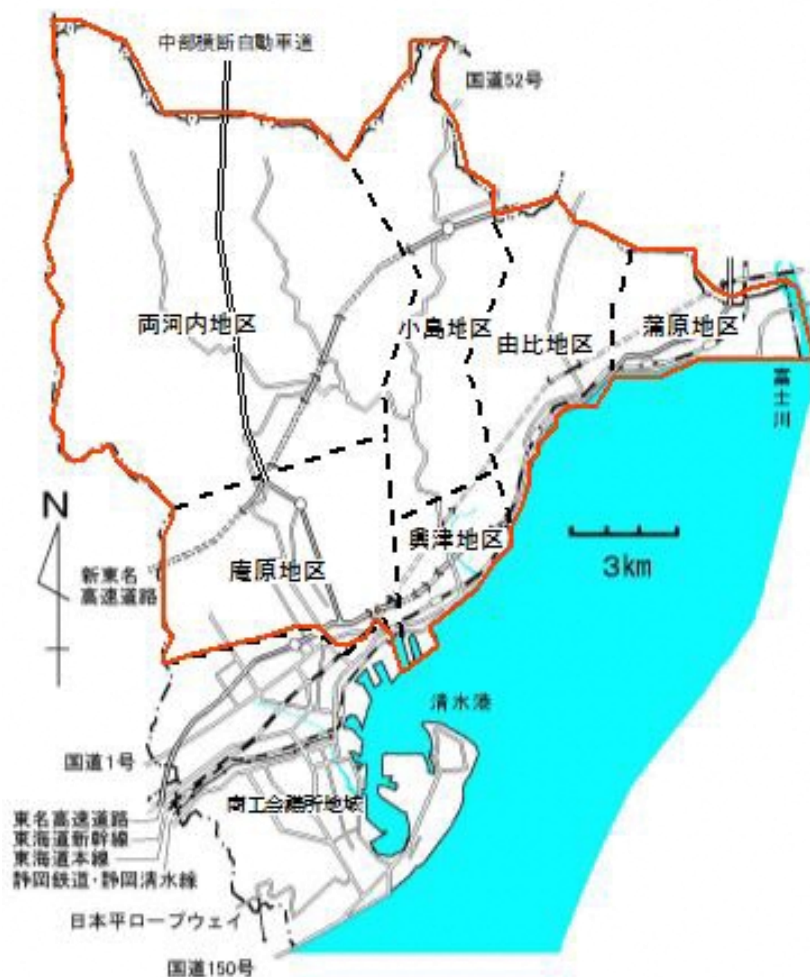 中部横断自動車道
国道52号
両河内地区
小島地区
由比地区
蒲原地区
富士川
N
庵原地区
興津地区
3km
新東名
高速道路
清水港
国道1号
商工会議所地域
東名高速道路
東海道新幹線
東海道本線
静岡鉄道・静岡清水線
日本平ロープウェイ
国道150号